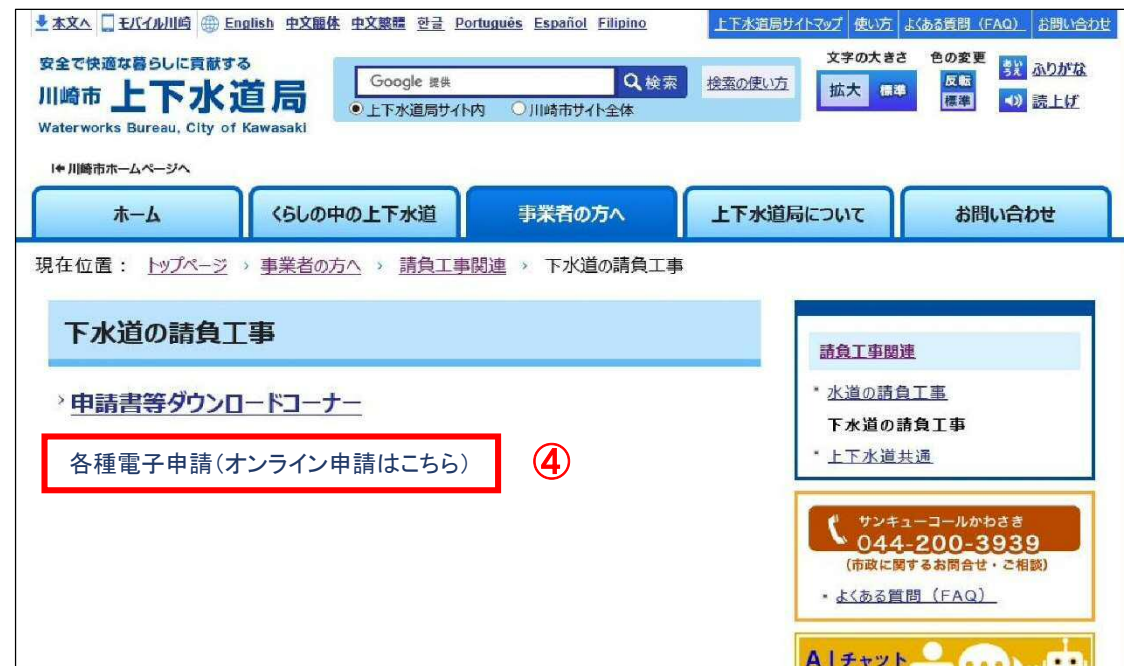 本文へ モバイル川崎 English 中文簡体 中文繁體 한글 Português Español Filipino 上下水道局サイトマップ 使い方 よくある質問（FAQ） お問い合わせ
安全で快適な暮らしに貢献する
川崎市 上下水道局
Waterworks Bureau, City of Kawasaki
Google 提供 検索 検索の使い方
上下水道局サイト内 川崎市サイト全体
文字の大きさ 色の変更
拡大 標準 反転 標準
あいうえ ふりがな
読上げ
川崎市ホームページへ
ホーム くらしの中の上下水道 事業者の方へ 上下水道局について お問い合わせ
現在位置： トップページ › 事業者の方へ › 請負工事関連 › 下水道の請負工事
下水道の請負工事
› 申請書等ダウンロードコーナー
各種電子申請（オンライン申請はこちら） ④
請負工事関連
水道の請負工事
下水道の請負工事
上下水道共通
サンキューコールかわさき
044-200-3939
(市政に関するお問合せ・ご相談)
よくある質問（FAQ）
AIチャット